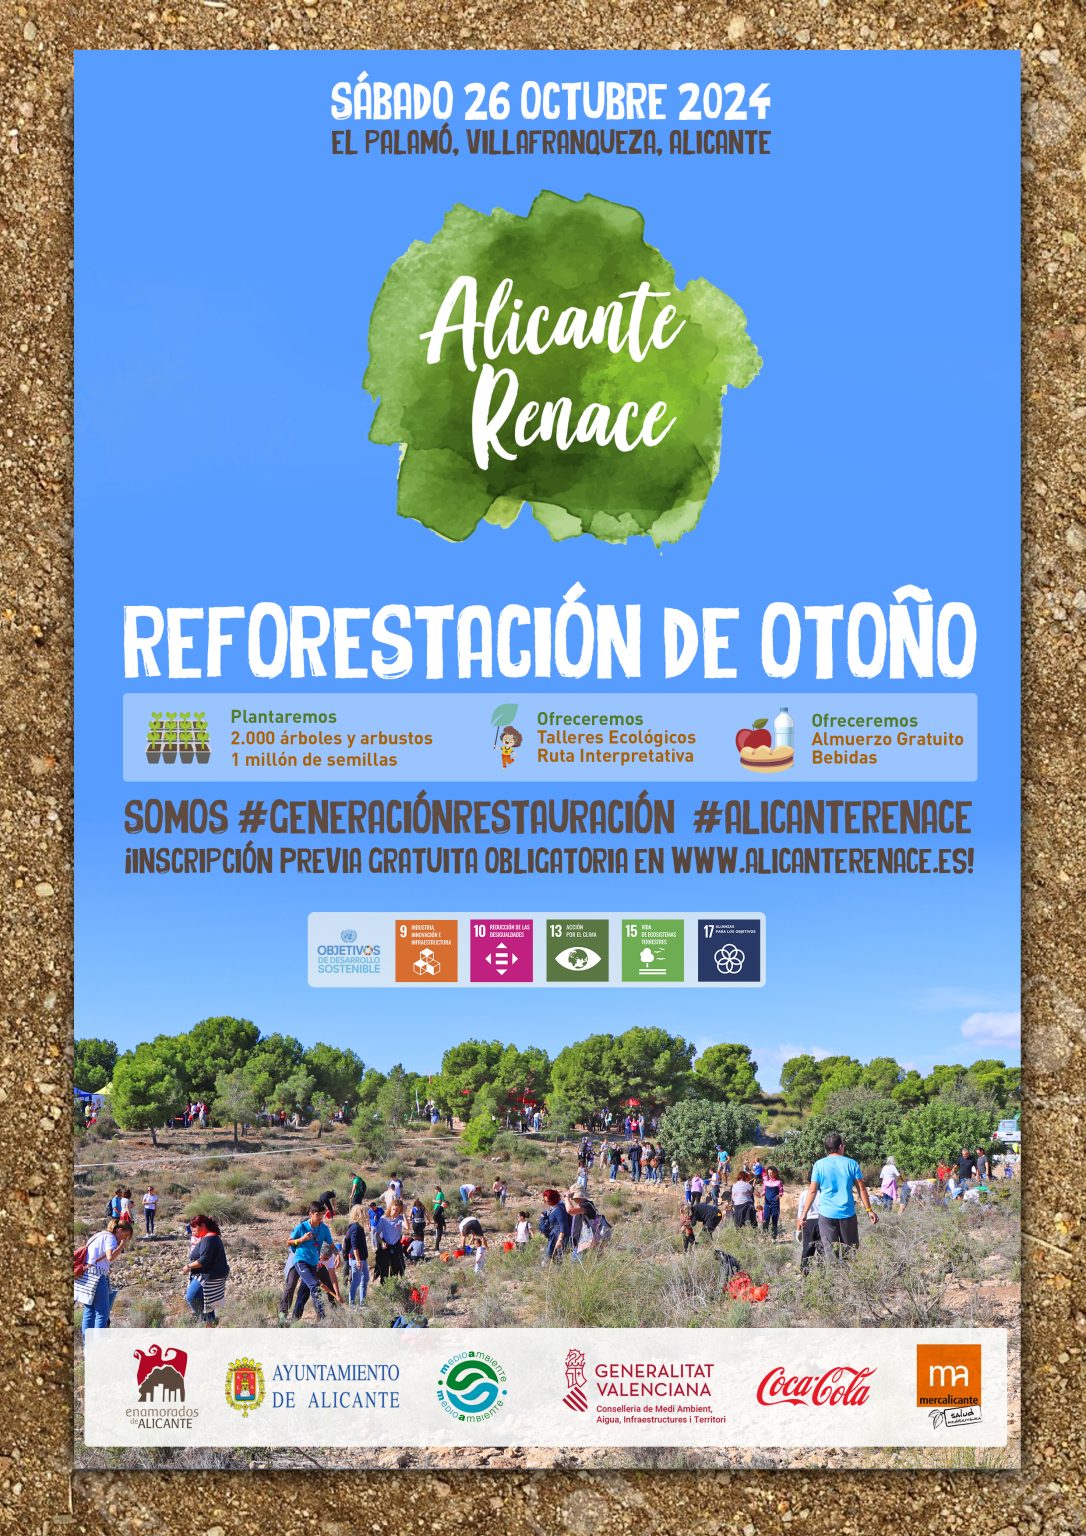 SÁBADO 26 OCTUBRE 2024
EL PALAMÓ, VILLAFRANQUEZA, ALICANTE
Alicante
Renace
REFORESTACIÓN DE OTOÑO
Plantaremos
2.000 árboles y arbustos
1 millón de semillas
Ofreceremos
Talleres Ecológicos
Ruta Interpretativa
Ofreceremos
Almuerzo Gratuito
Bebidas
SOMOS #GENERACIÓNRESTAURACIÓN #ALICANTERENACE
¡INSCRIPCIÓN PREVIA GRATUITA OBLIGATORIA EN WWW.ALICANTERENACE.ES!
OBJETIVOS
DE DESARROLLO
SOSTENIBLE
9 INDUSTRIA,
INNOVACIÓN E
INFRAESTRUCTURA
10 REDUCCIÓN DE LAS
DESIGUALDADES
13 ACCIÓN
POR EL CLIMA
15 VIDA
DE ECOSISTEMAS
TERRESTRES
17 ALIANZAS
PARA LOS OBJETIVOS
enamorados
de ALICANTE
AYUNTAMIENTO
DE ALICANTE
medioambiente
medioambiente
GENERALITAT
VALENCIANA
Conselleria de Medi Ambient,
Aigua, Infraestructures i Territori
Coca-Cola
ma
mercalicante
salud
mediterránea